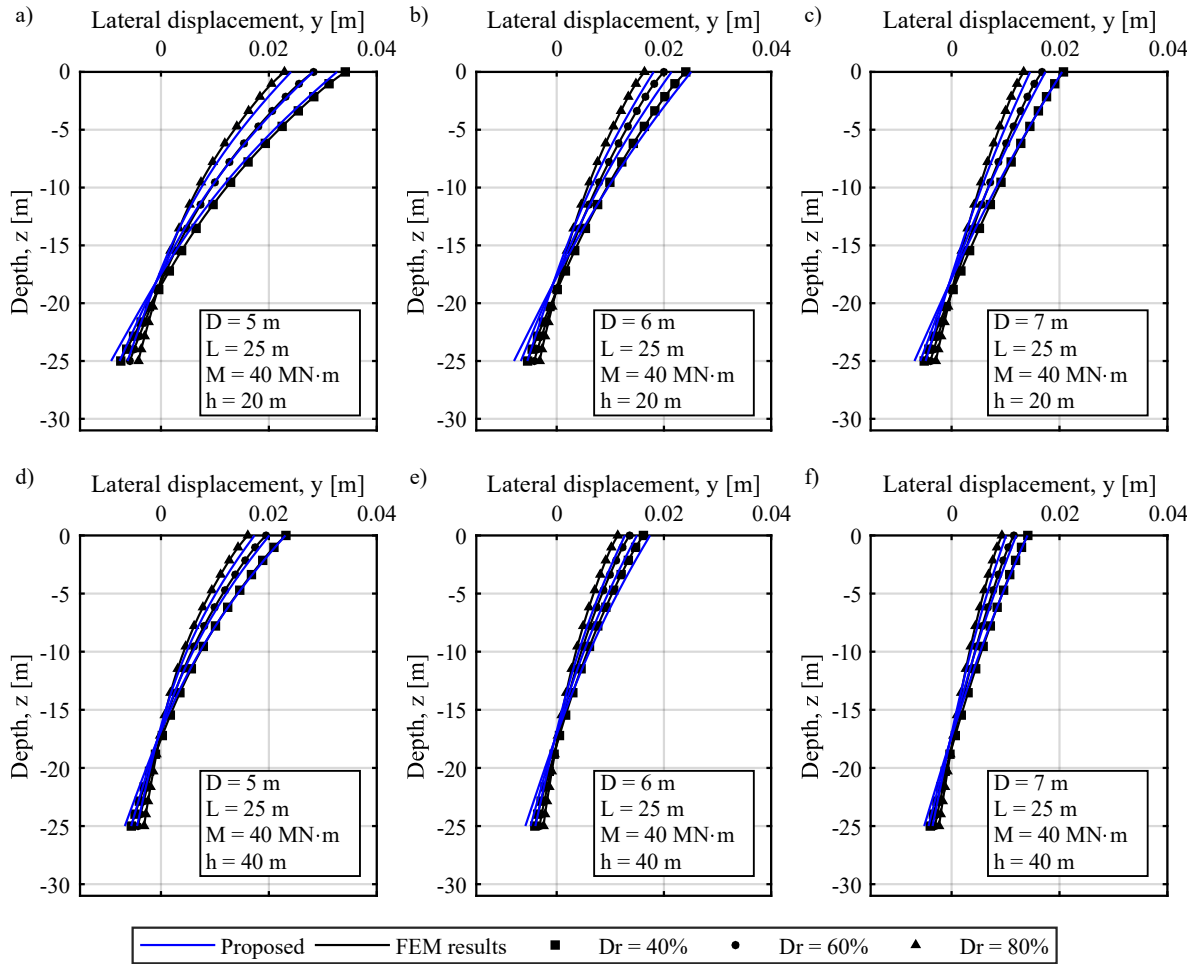 a)
Lateral displacement, y [m]
0 0.02 0.04
0
-5
-10
-15
-20
-25
-30
Depth, z [m]
D = 5 m
L = 25 m
M = 40 MN·m
h = 20 m
b)
Lateral displacement, y [m]
0 0.02 0.04
0
-5
-10
-15
-20
-25
-30
Depth, z [m]
D = 6 m
L = 25 m
M = 40 MN·m
h = 20 m
c)
Lateral displacement, y [m]
0 0.02 0.04
0
-5
-10
-15
-20
-25
-30
Depth, z [m]
D = 7 m
L = 25 m
M = 40 MN·m
h = 20 m
d)
Lateral displacement, y [m]
0 0.02 0.04
0
-5
-10
-15
-20
-25
-30
Depth, z [m]
D = 5 m
L = 25 m
M = 40 MN·m
h = 40 m
e)
Lateral displacement, y [m]
0 0.02 0.04
0
-5
-10
-15
-20
-25
-30
Depth, z [m]
D = 6 m
L = 25 m
M = 40 MN·m
h = 40 m
f)
Lateral displacement, y [m]
0 0.02 0.04
0
-5
-10
-15
-20
-25
-30
Depth, z [m]
D = 7 m
L = 25 m
M = 40 MN·m
h = 40 m
Proposed FEM results Dr = 40% Dr = 60% Dr = 80%